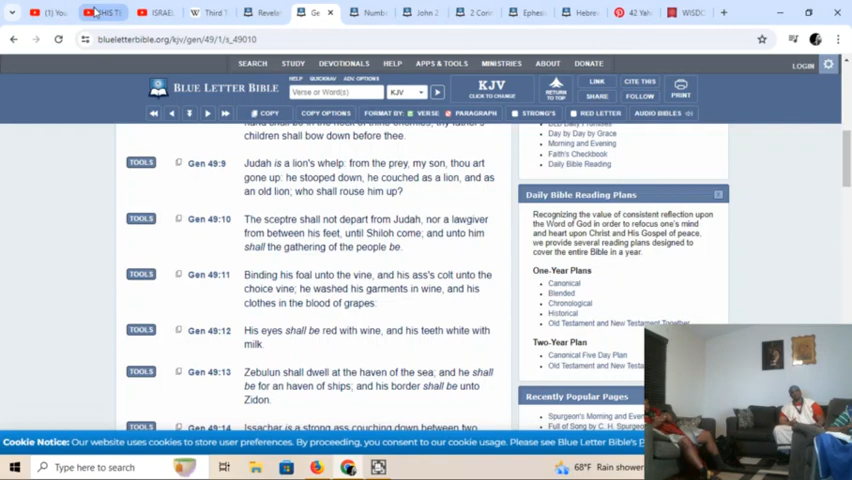 (1) You
THIS T
ISRAEL
Third T
Revela
Ge
Numb
John 2
2 Cori
Ephes
Hebre
42 Yah
WISDO
blueletterbible.org/kjv/gen/49/1/s_49010
SEARCH STUDY DEVOTIONALS HELP APPS & TOOLS MINISTRIES ABOUT DONATE
LOGIN
BLUE LETTER BIBLE
HELP QUICKNAV ADV OPTIONS
Verse or Word(s)
KJV
KJV
CLICK TO CHANGE
RETURN TO TOP
LINK
SHARE
CITE THIS
FOLLOW
PRINT
COPY COPY OPTIONS FORMAT BY: VERSE PARAGRAPH STRONG'S RED LETTER AUDIO BIBLES
children shall bow down before thee.
TOOLS Gen 49:9 Judah is a lion's whelp: from the prey, my son, thou art
gone up: he stooped down, he couched as a lion, and as
an old lion; who shall rouse him up?
TOOLS Gen 49:10 The sceptre shall not depart from Judah, nor a lawgiver
from between his feet, until Shiloh come; and unto him
shall the gathering of the people be.
TOOLS Gen 49:11 Binding his foal unto the vine, and his ass's colt unto the
choice vine; he washed his garments in wine, and his
clothes in the blood of grapes:
TOOLS Gen 49:12 His eyes shall be red with wine, and his teeth white with
milk.
TOOLS Gen 49:13 Zebulun shall dwell at the haven of the sea; and he shall
be for an haven of ships; and his border shall be unto
Zidon.
TOOLS Gen 49:14 Issachar is a strong ass couching down between two
Day by Day by Grace
Morning and Evening
Faith's Checkbook
Daily Bible Reading
Daily Bible Reading Plans
Recognizing the value of consistent reflection upon
the Word of God in order to refocus one's mind
and heart upon Christ and His Gospel of peace,
we provide several reading plans designed to
cover the entire Bible in a year.
One-Year Plans
Canonical
Blended
Chronological
Historical
Old Testament and New Testament Together
Two-Year Plan
Canonical Five Day Plan
Old Testament and New Testa
Recently Popular Pages
Spurgeon's Morning and Eve
Full of Song by C. H. Spurgeo
Cookie Notice: Our website uses cookies to store user preferences. By proceeding, you consent to our cookie usage. Please see Blue Letter Bible's
Type here to search
68°F Rain shower